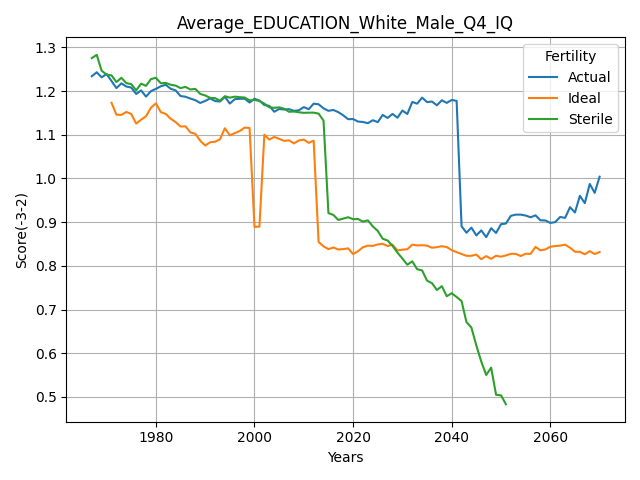 Average_EDUCATION_White_Male_Q4_IQ
Fertility
Actual
Ideal
Sterile
Score(-3-2)
1.3
1.2
1.1
1.0
0.9
0.8
0.7
0.6
0.5
1980
2000
2020
2040
2060
Years